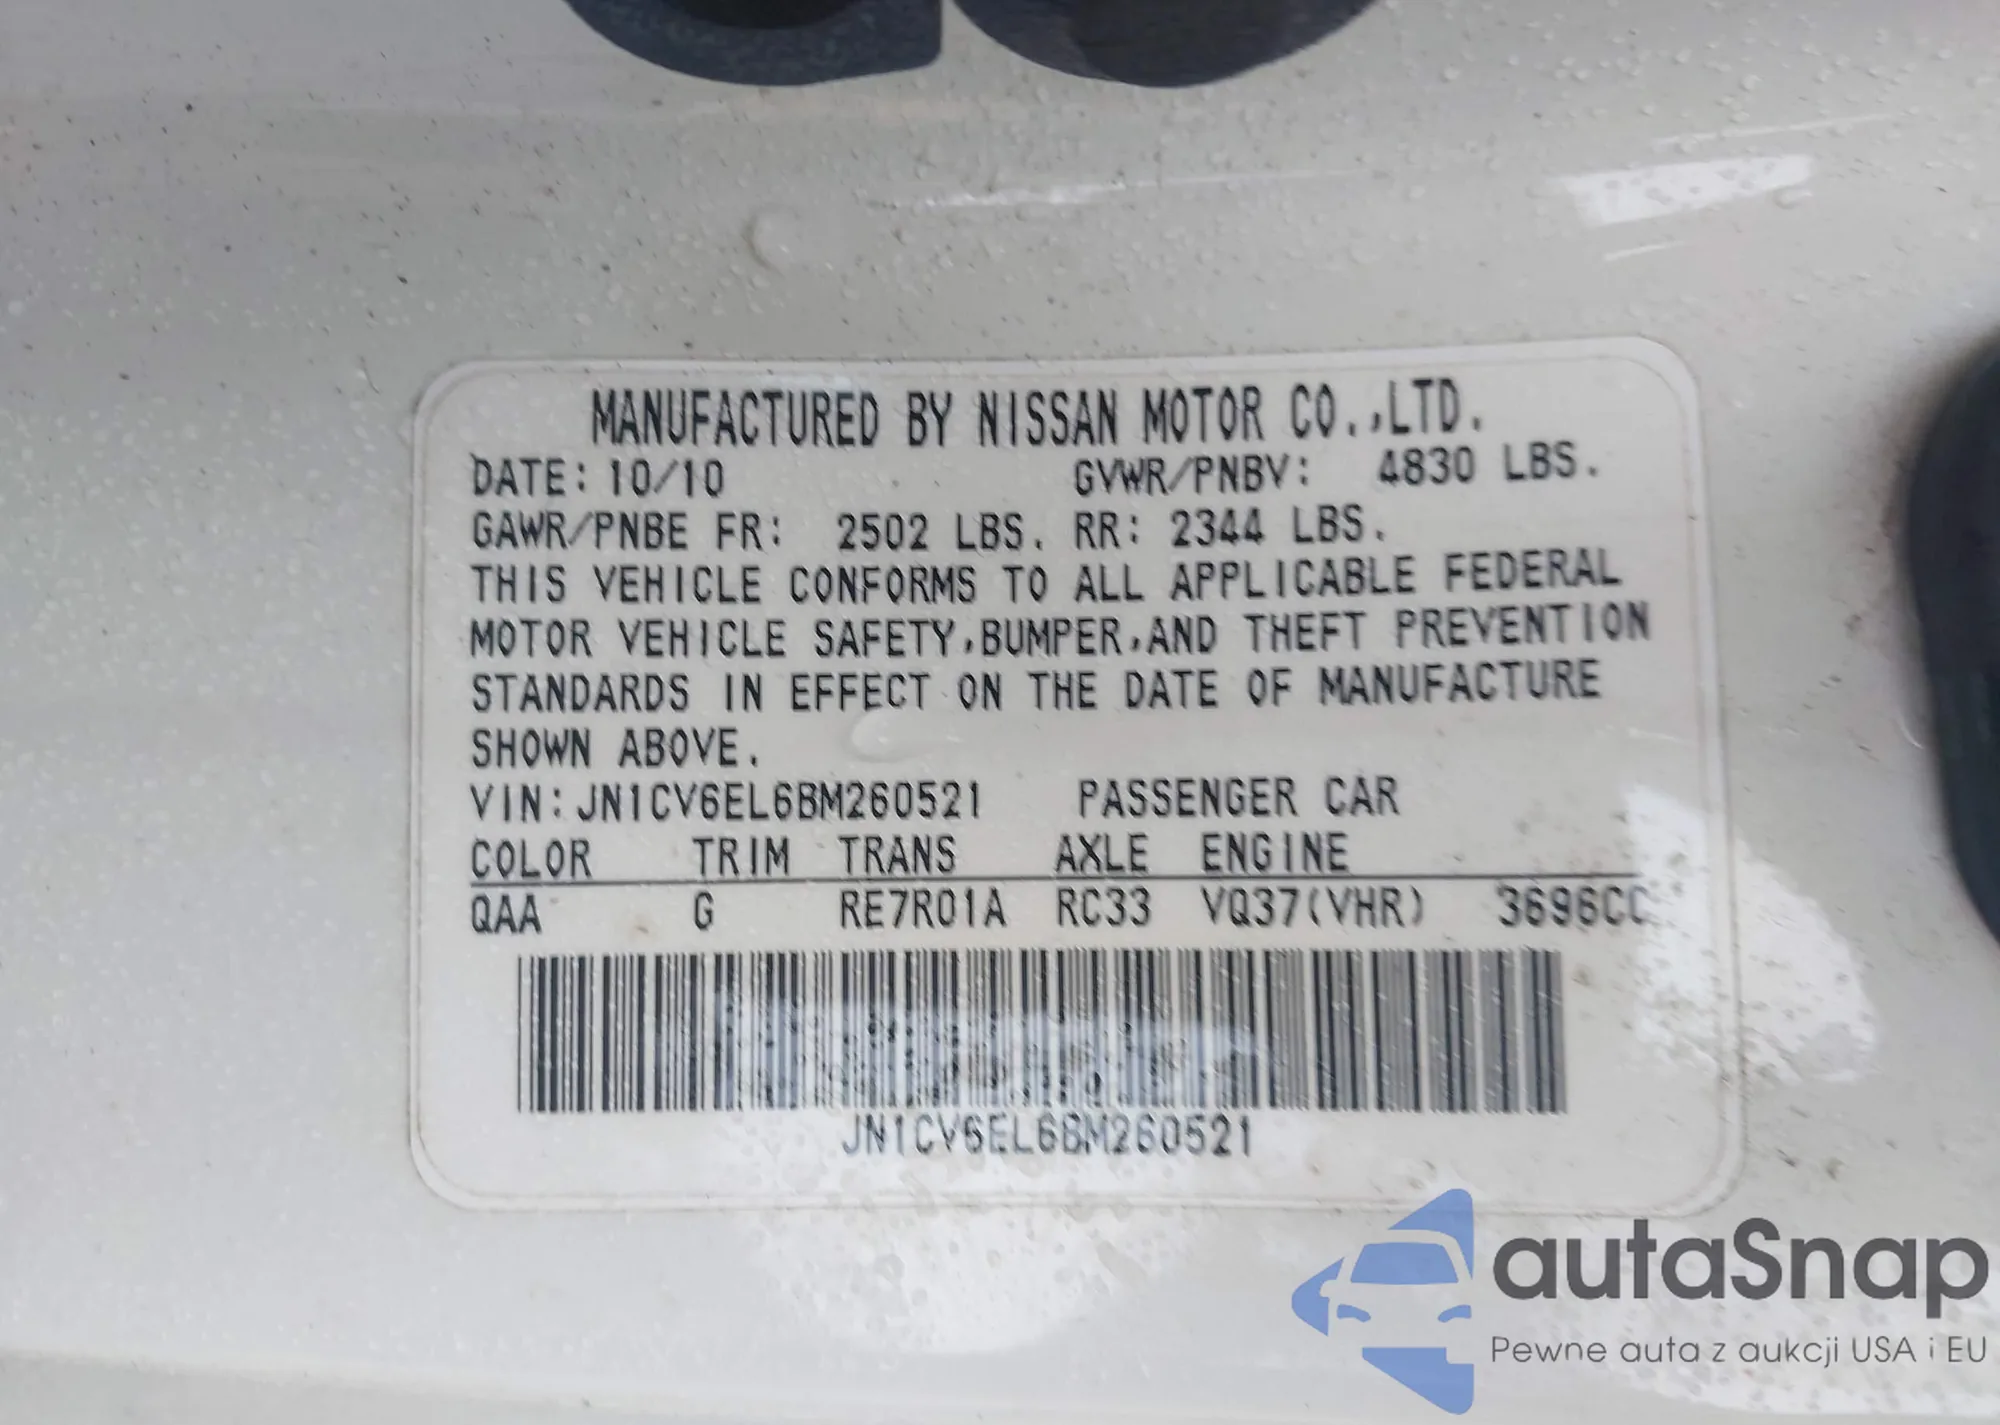 MANUFACTURED BY NISSAN MOTOR CO.,LTD.
DATE: 10/10 GVWR/PNBV: 4830 LBS.
GAWR/PNBE FR: 2502 LBS. RR: 2344 LBS.
THIS VEHICLE CONFORMS TO ALL APPLICABLE FEDERAL
MOTOR VEHICLE SAFETY,BUMPER,AND THEFT PREVENTION
STANDARDS IN EFFECT ON THE DATE OF MANUFACTURE
SHOWN ABOVE.
VIN:JN1CV6EL6BM260521 PASSENGER CAR
COLOR TRIM TRANS AXLE ENGINE
QAA G RE7R01A RC33 VQ37(VHR) 3696CC
JN1CV6EL6BM260521
autaSnap
Pewne auta z aukcji USA i EU